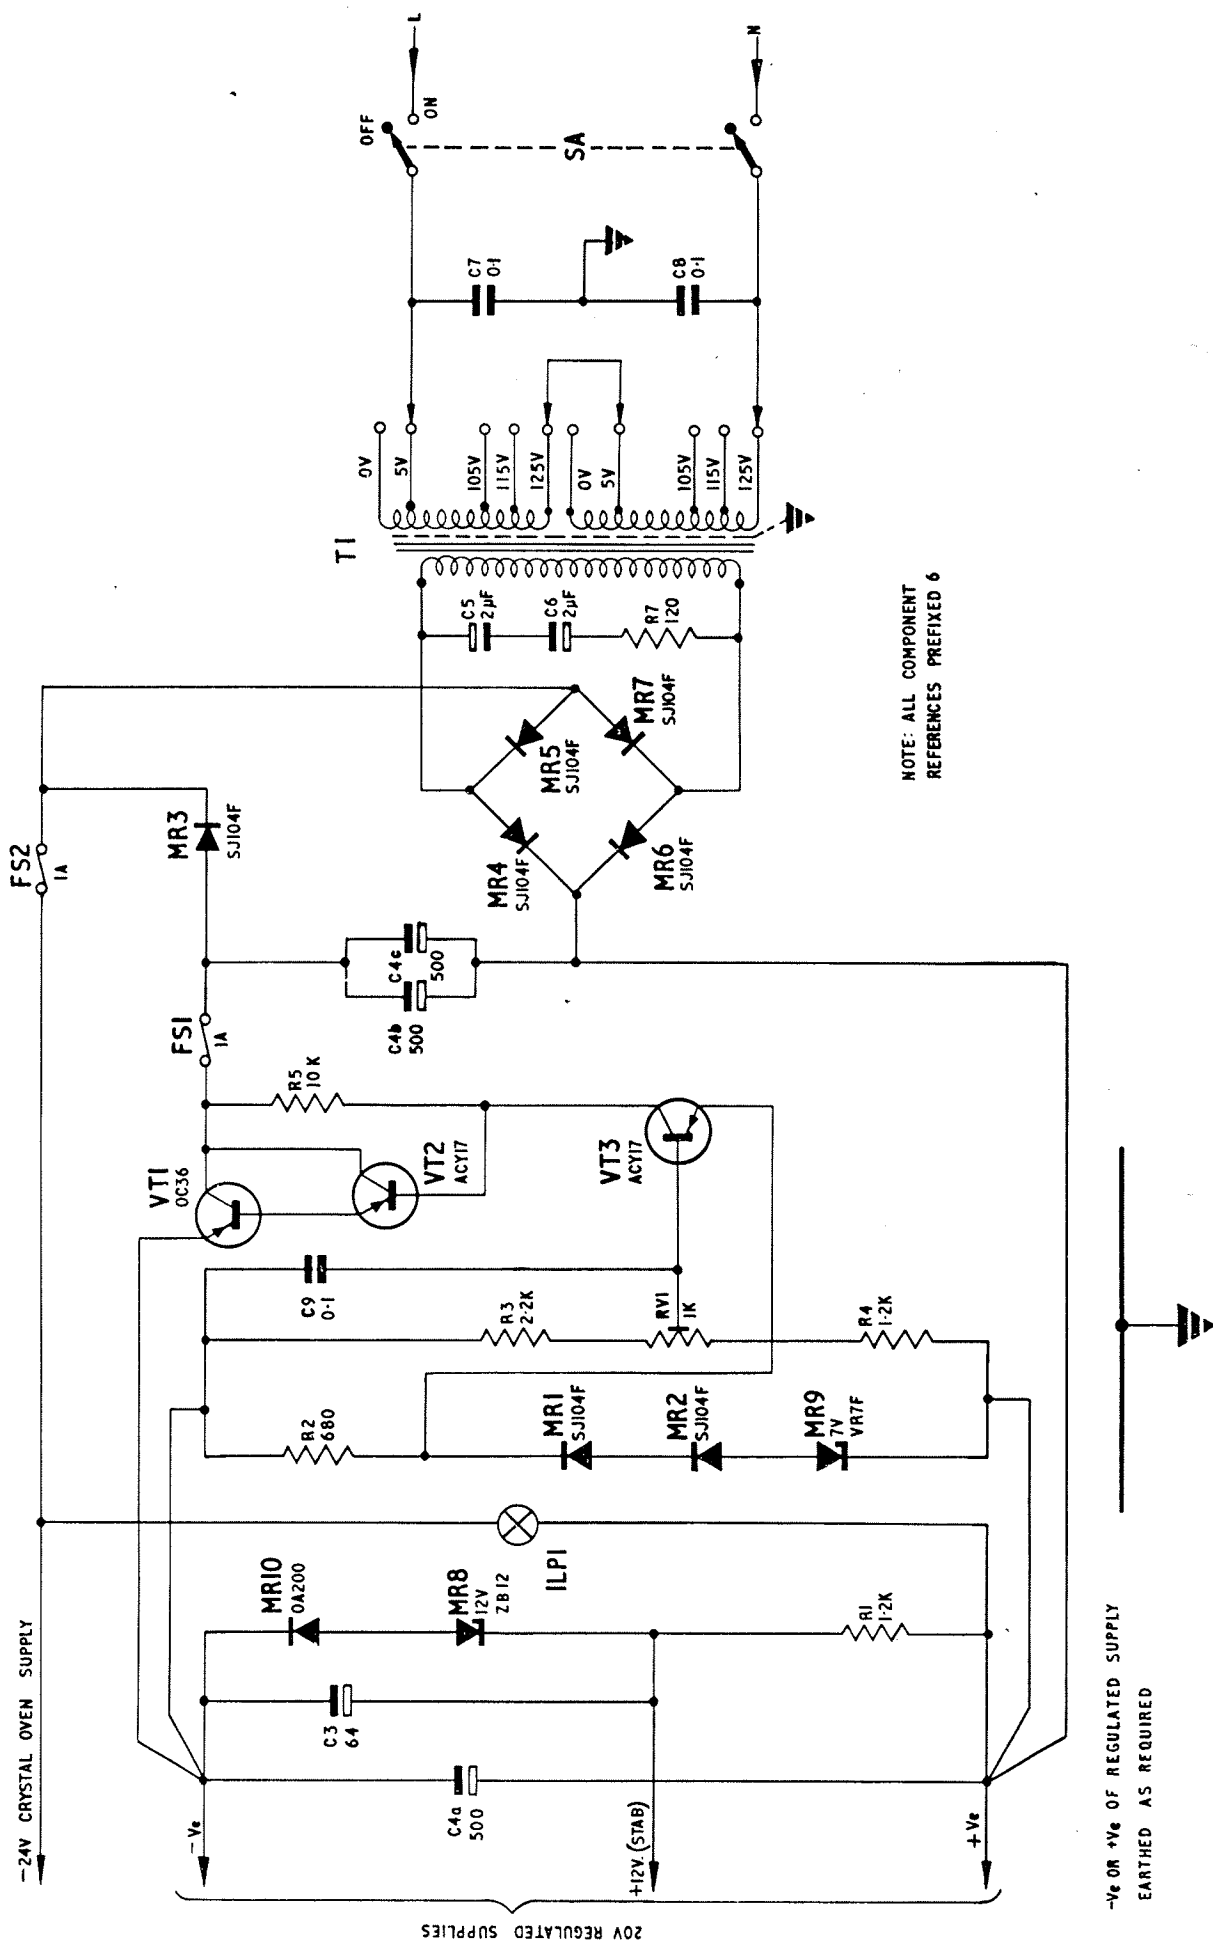 -24V CRYSTAL OVEN SUPPLY
FS2
1A
MR3
SJ104F
FS1
1A
VT1
OC36
R5
10K
VT2
ACY17
VT3
ACY17
C4b
500
C4c
500
MR4
SJ104F
MR5
SJ104F
MR6
SJ104F
MR7
SJ104F
C5
2µF
C6
2µF
R7
120
T1
0V
5V
105V
115V
125V
0V
5V
105V
115V
125V
C7
0·1
C8
0·1
OFF
ON
SA
L
N
C9
0·1
R3
2·2K
RV1
1K
R4
1·2K
R2
680
MR1
SJ104F
MR2
SJ104F
MR9
7V
VR7F
ILP1
MR10
OA200
MR8
12V
ZB12
R1
1·2K
C3
64
C4a
500
-Ve
+12V. (STAB)
+Ve
20V REGULATED SUPPLIES
-Ve OR +Ve OF REGULATED SUPPLY
EARTHED AS REQUIRED
NOTE: ALL COMPONENT
REFERENCES PREFIXED 6